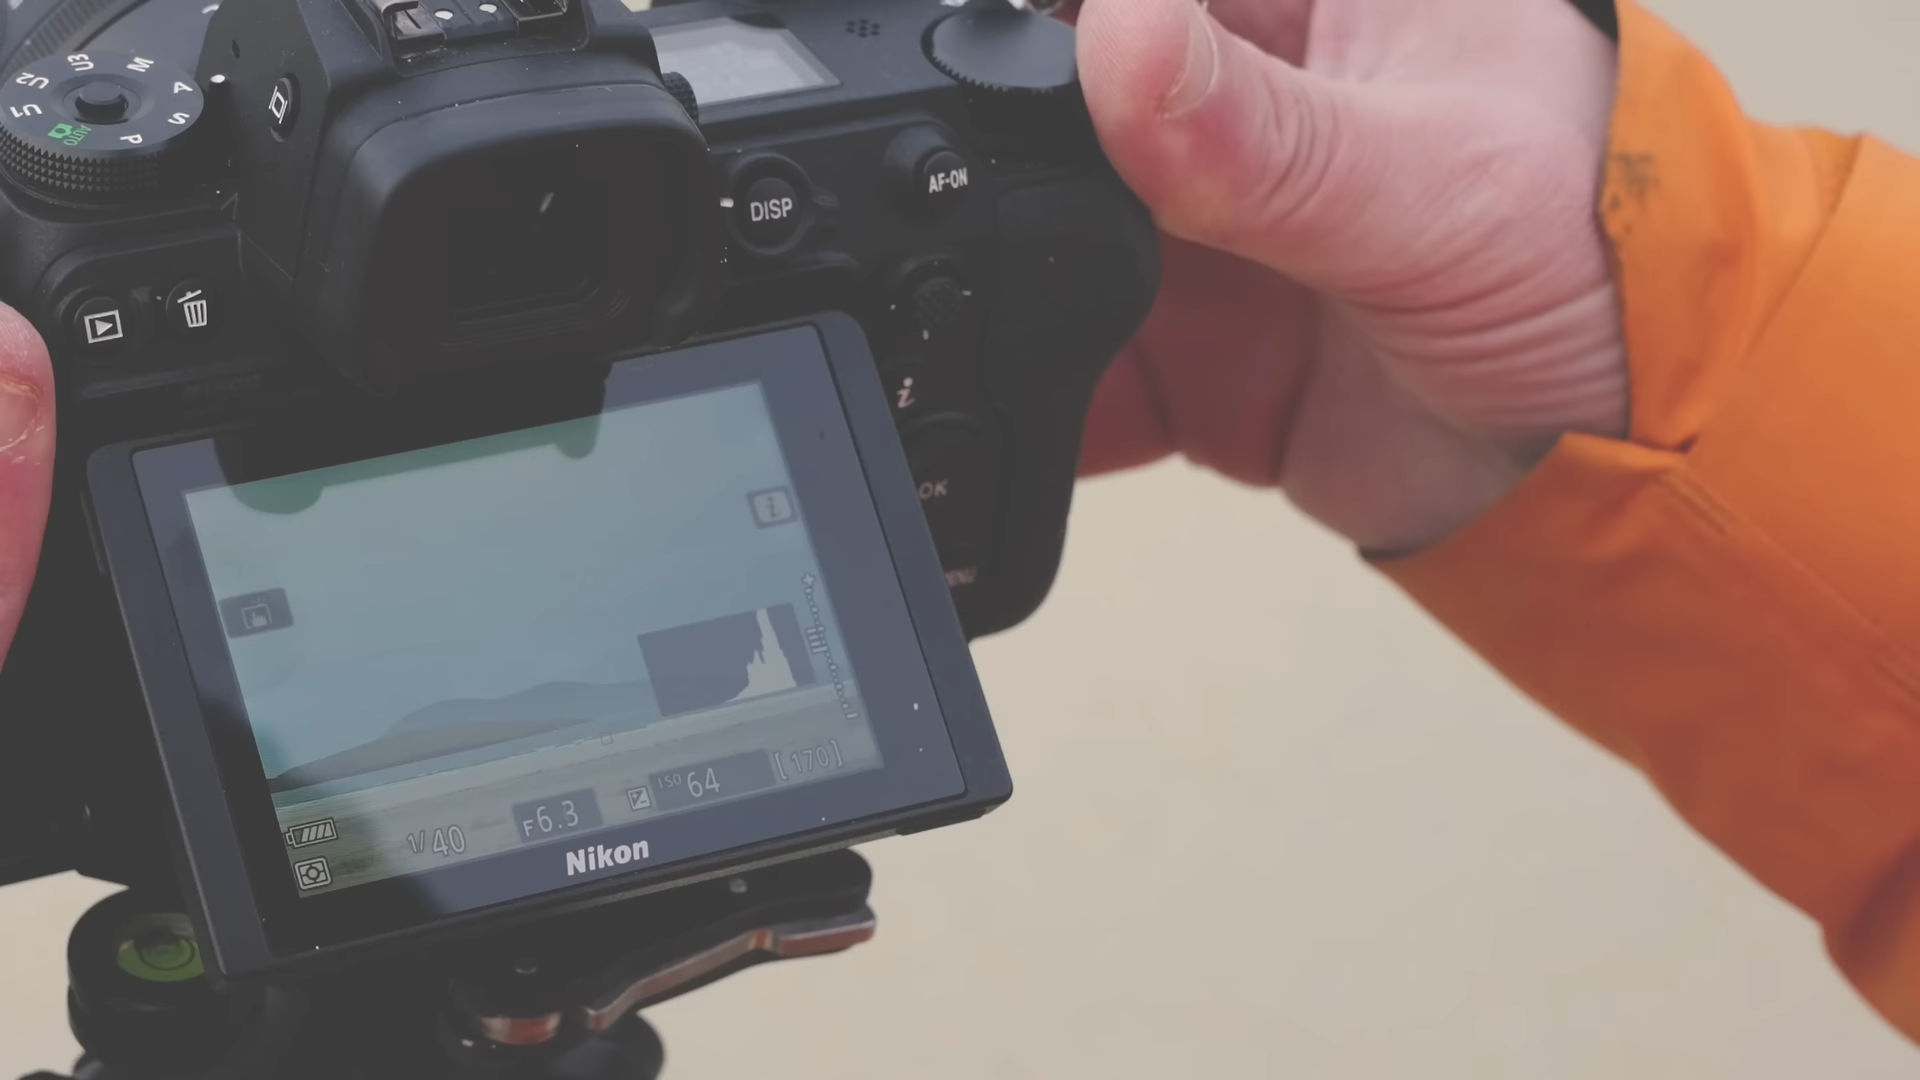 U1 U2 U3 M A S P AUTO
DISP
AF-ON
i
OK
i
1/40 F6.3 ISO 64 [170]
Nikon